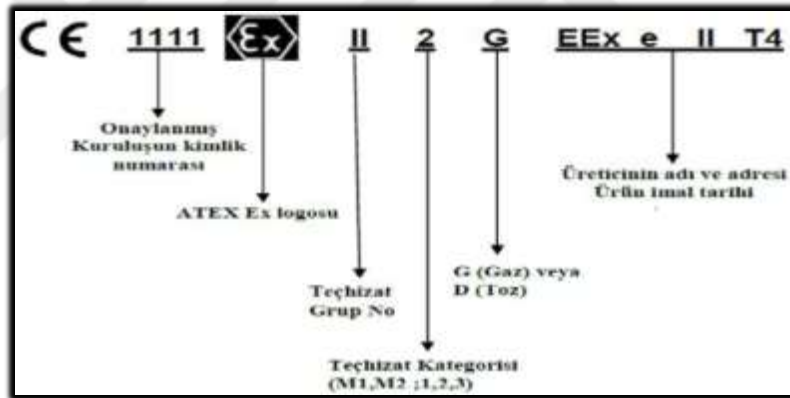 CE 1111 Ex II 2 G EEx e II T4
Onaylanmış
Kuruluşun kimlik
numarası
ATEX Ex logosu
Teçhizat
Grup No
Teçhizat Kategorisi
(M1,M2 ;1,2,3)
G (Gaz) veya
D (Toz)
Üreticinin adı ve adresi
Ürün imal tarihi